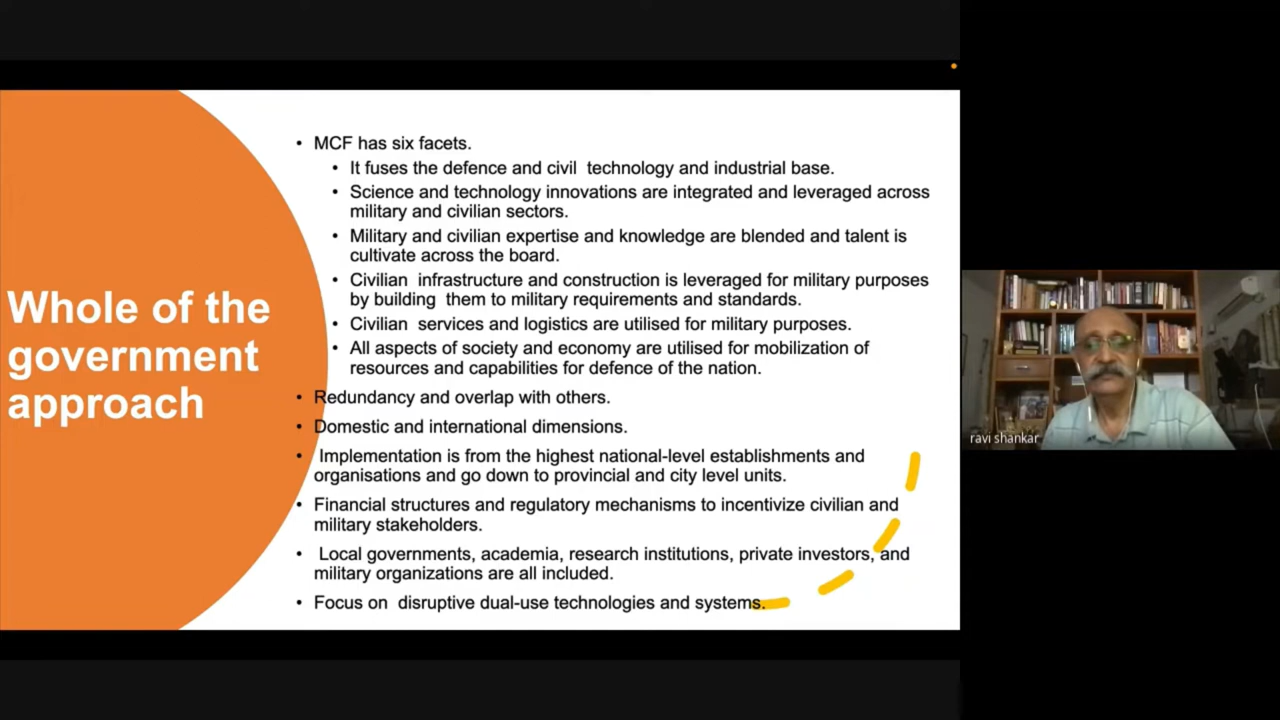 Whole of the
government
approach
• MCF has six facets.
• It fuses the defence and civil technology and industrial base.
• Science and technology innovations are integrated and leveraged across
military and civilian sectors.
• Military and civilian expertise and knowledge are blended and talent is
cultivate across the board.
• Civilian infrastructure and construction is leveraged for military purposes
by building them to military requirements and standards.
• Civilian services and logistics are utilised for military purposes.
• All aspects of society and economy are utilised for mobilization of
resources and capabilities for defence of the nation.
• Redundancy and overlap with others.
• Domestic and international dimensions.
• Implementation is from the highest national-level establishments and
organisations and go down to provincial and city level units.
• Financial structures and regulatory mechanisms to incentivize civilian and
military stakeholders.
• Local governments, academia, research institutions, private investors, and
military organizations are all included.
• Focus on disruptive dual-use technologies and systems.
ravi shankar